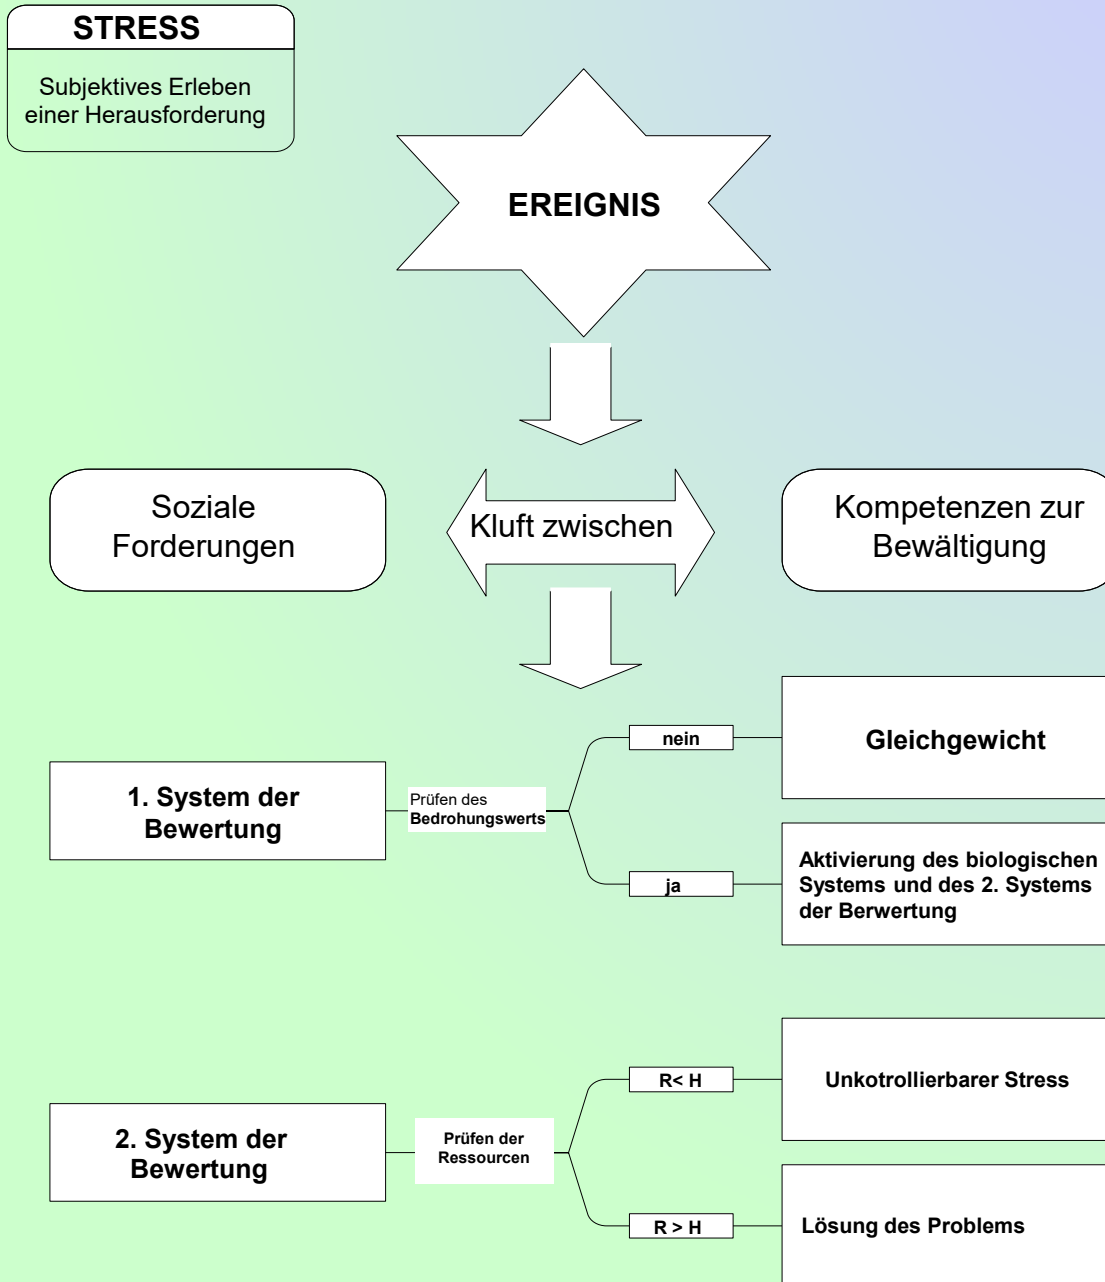 STRESS
Subjektives Erleben
einer Herausforderung
EREIGNIS
Soziale
Forderungen
Kluft zwischen
Kompetenzen zur
Bewältigung
1. System der
Bewertung
Prüfen des
Bedrohungswerts
nein
Gleichgewicht
ja
Aktivierung des biologischen
Systems und des 2. Systems
der Berwertung
2. System der
Bewertung
Prüfen der
Ressourcen
R< H
Unkotrollierbarer Stress
R > H
Lösung des Problems